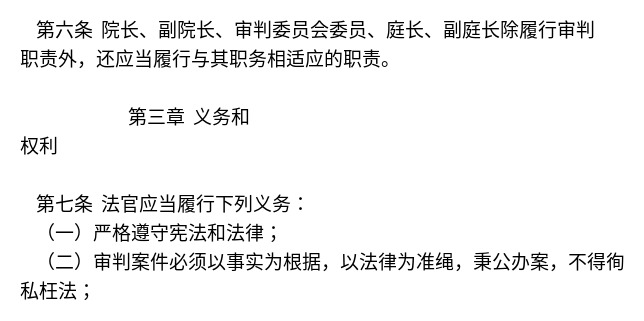 第六条 院长、副院长、审判委员会委员、庭长、副庭长除履行审判
职责外，还应当履行与其职务相适应的职责。
第三章 义务和
权利
第七条 法官应当履行下列义务：
（一）严格遵守宪法和法律；
（二）审判案件必须以事实为根据，以法律为准绳，秉公办案，不得徇
私枉法；